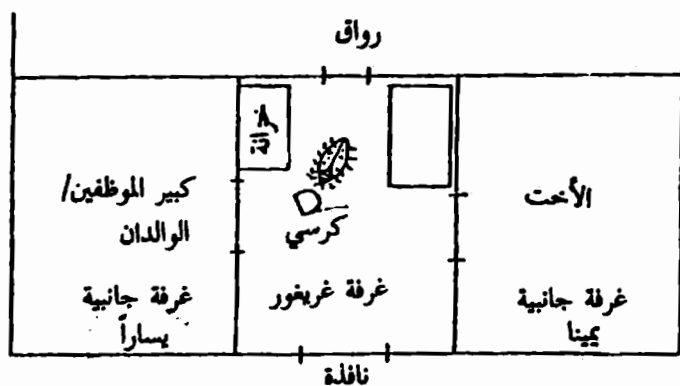 رواق
الأخت
غرفة جانبية
يمينا
كرسي
غرفة غريغور
كبير الموظفين/
الوالدان
غرفة جانبية
يساراً
نافذة